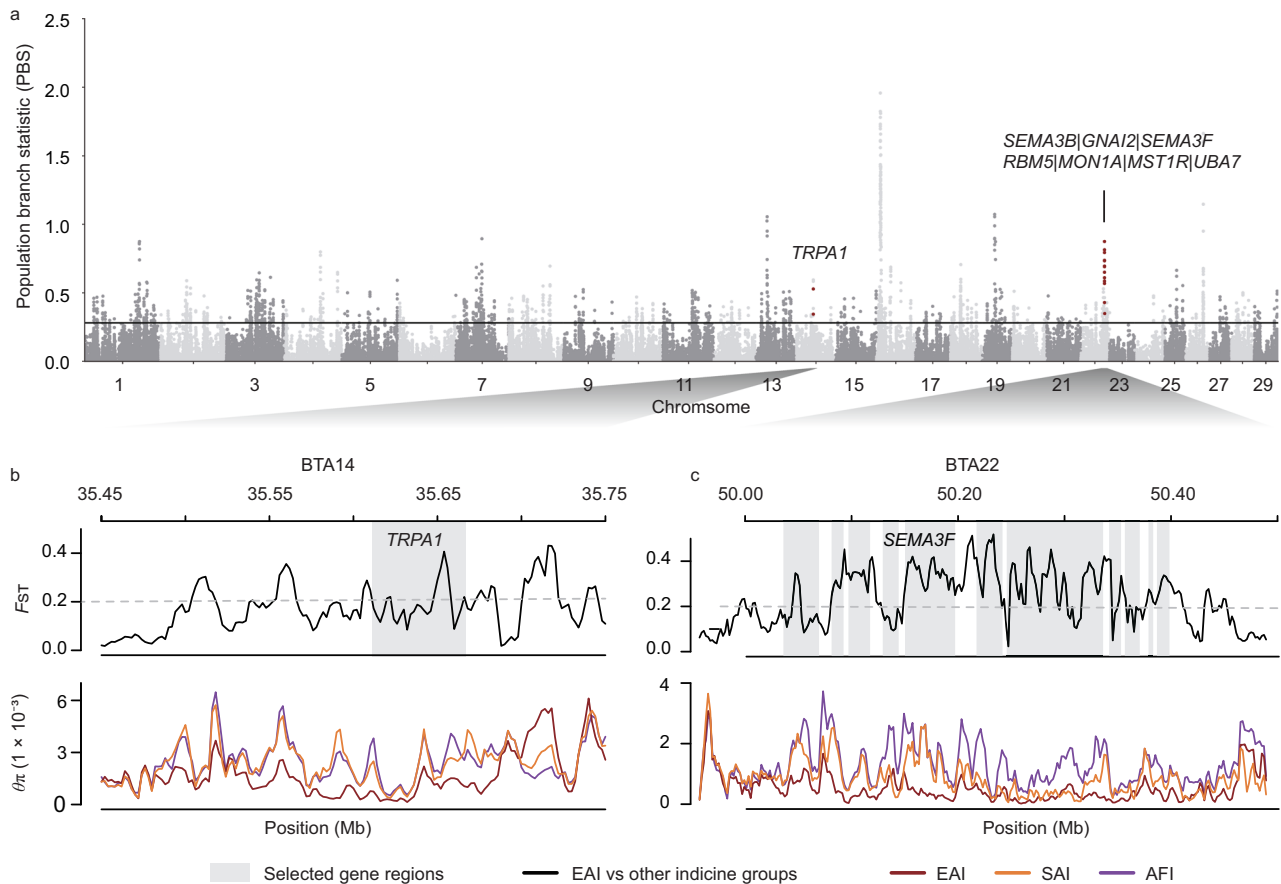 a
Population branch statistic (PBS)
2.5
2.0
1.5
1.0
0.5
0.0
SEMA3B|GNAI2|SEMA3F
RBM5|MON1A|MST1R|UBA7
TRPA1
1 3 5 7 9 11 13 15 17 19 21 23 25 27 29
Chromsome
b
BTA14
35.45 35.55 35.65 35.75
TRPA1
FST
0.4
0.2
0.0
θπ (1 × 10⁻³)
6
3
0
Position (Mb)
c
BTA22
50.00 50.20 50.40
SEMA3F
0.4
0.2
0.0
4
2
0
Position (Mb)
Selected gene regions
EAI vs other indicine groups
EAI
SAI
AFI